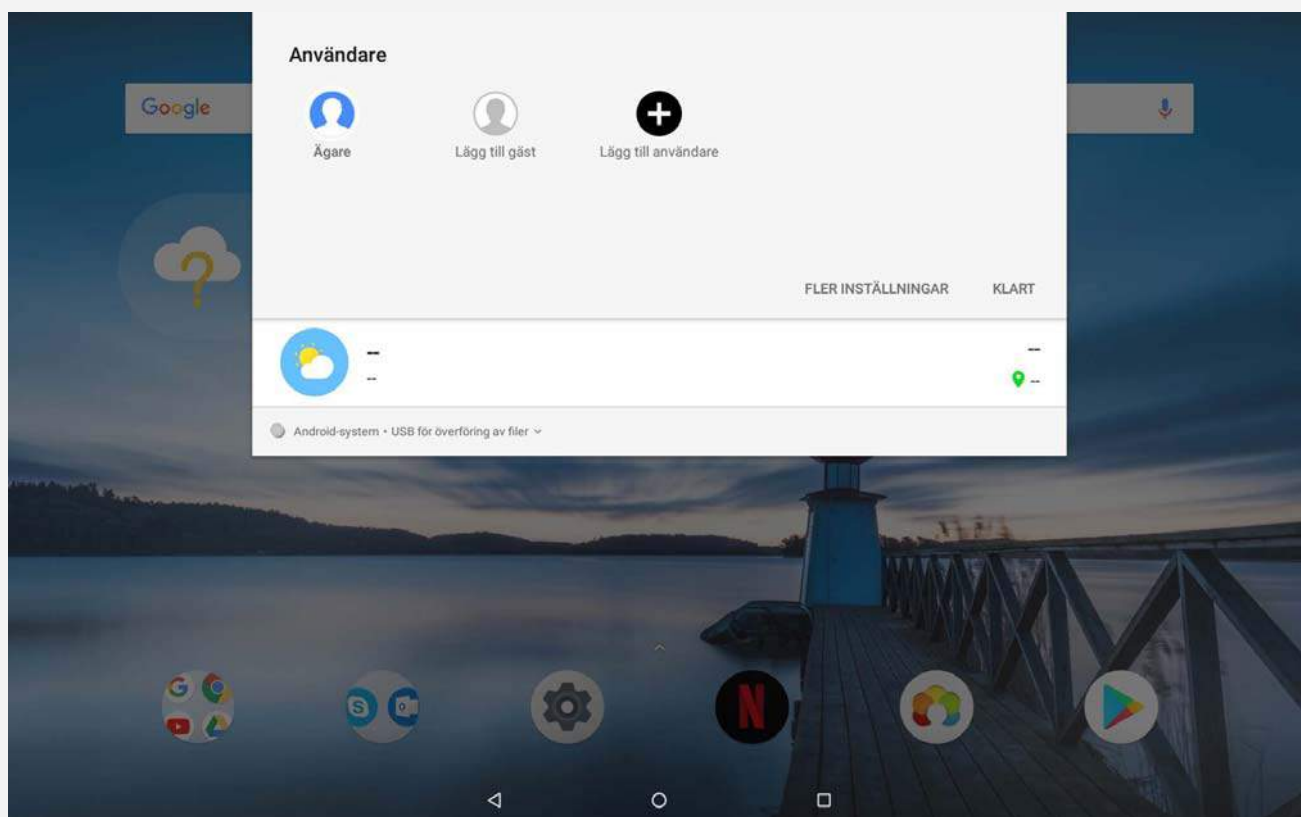 Användare
Google
Ägare
Lägg till gäst
Lägg till användare
FLER INSTÄLLNINGAR
KLART
--
--
--
--
Android-system • USB för överföring av filer
G
S
o
N